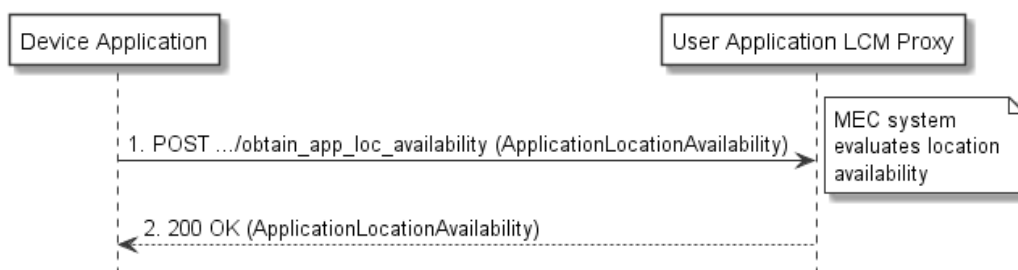 Device Application
User Application LCM Proxy
1. POST .../obtain_app_loc_availability (ApplicationLocationAvailability)
MEC system
evaluates location
availability
2. 200 OK (ApplicationLocationAvailability)